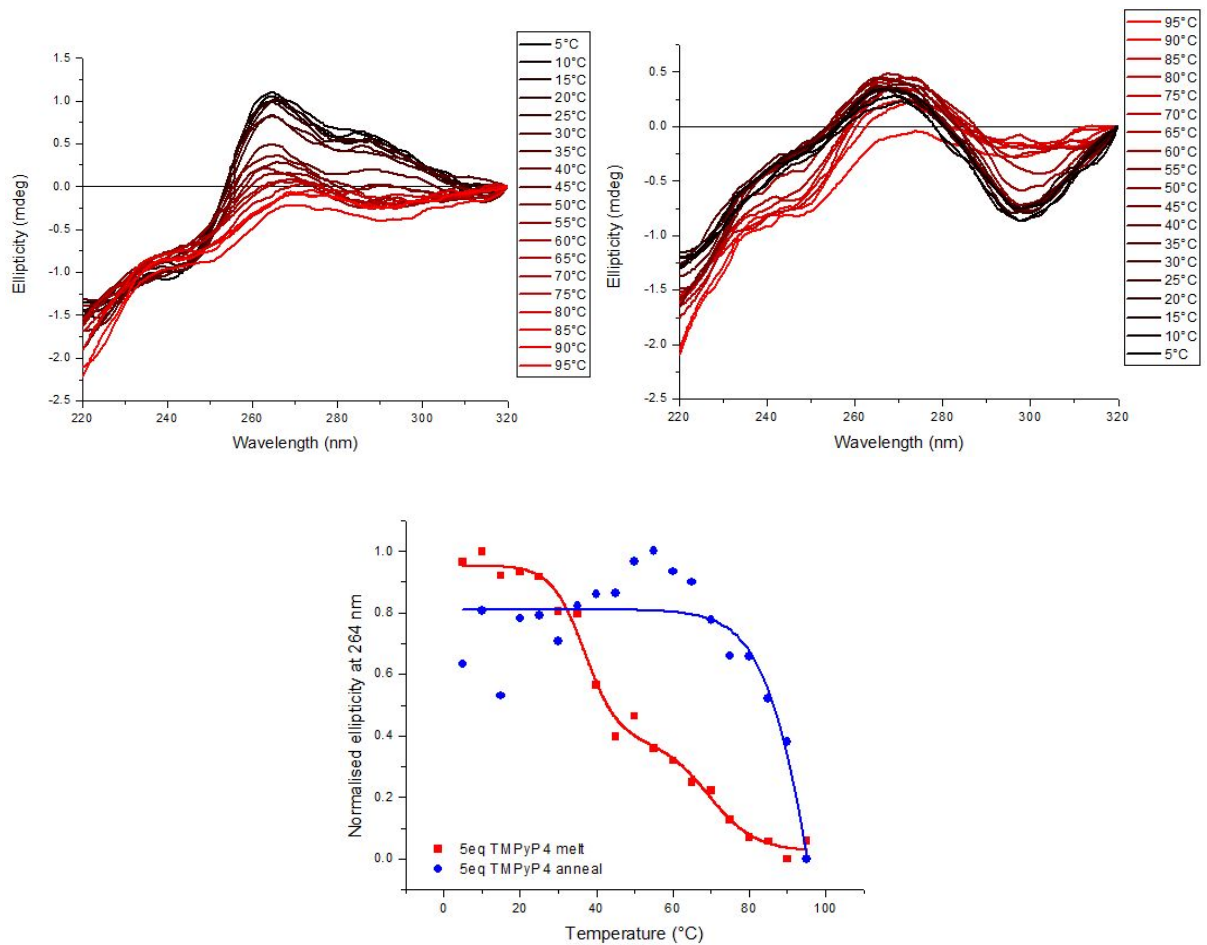 1.5
1.0
0.5
0.0
-0.5
-1.0
-1.5
-2.0
-2.5
Ellipticity (mdeg)
220 240 260 280 300 320
Wavelength (nm)
5°C
10°C
15°C
20°C
25°C
30°C
35°C
40°C
45°C
50°C
55°C
60°C
65°C
70°C
75°C
80°C
85°C
90°C
95°C
0.5
0.0
-0.5
-1.0
-1.5
-2.0
-2.5
Ellipticity (mdeg)
220 240 260 280 300 320
Wavelength (nm)
95°C
90°C
85°C
80°C
75°C
70°C
65°C
60°C
55°C
50°C
45°C
40°C
35°C
30°C
25°C
20°C
15°C
10°C
5°C
1.0
0.8
0.6
0.4
0.2
0.0
Normalised ellipticity at 264 nm
5eq TMPyP4 melt
5eq TMPyP4 anneal
0 20 40 60 80 100
Temperature (°C)